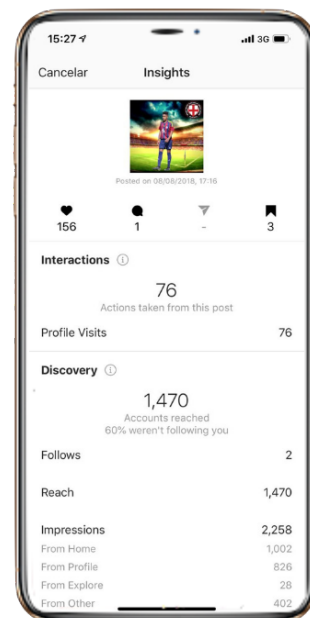 15:27
3G
Cancelar Insights
Posted on 08/08/2018, 17:16
156 1 - 3
Interactions
76
Actions taken from this post
Profile Visits 76
Discovery
1,470
Accounts reached
60% weren't following you
Follows 2
Reach 1,470
Impressions 2,258
From Home 1,002
From Profile 826
From Explore 28
From Other 402